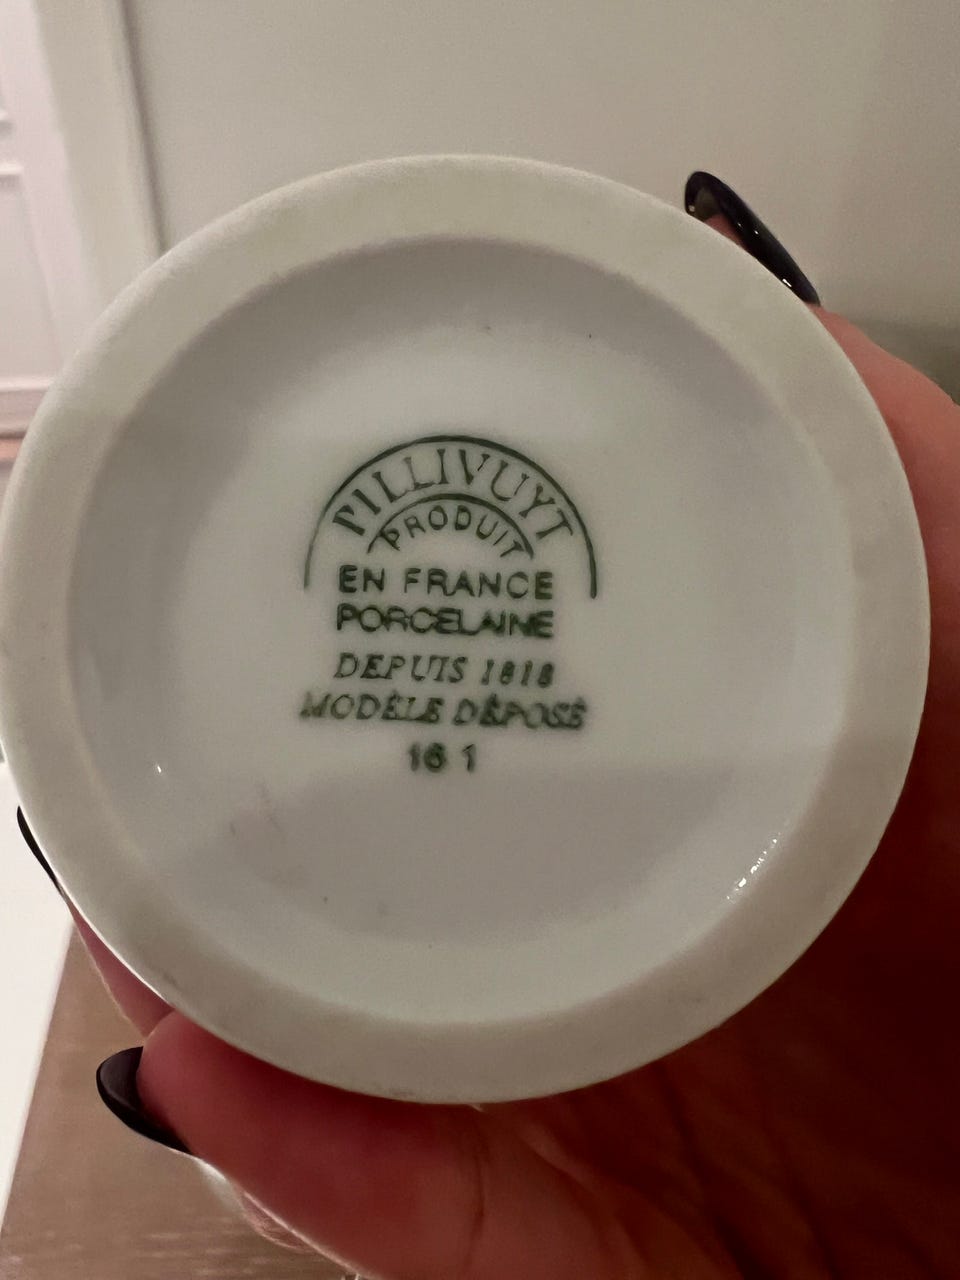 PILLIVUYT
PRODUIT
EN FRANCE
PORCELAINE
DEPUIS 1818
MODÈLE DÉPOSÉ
16 1